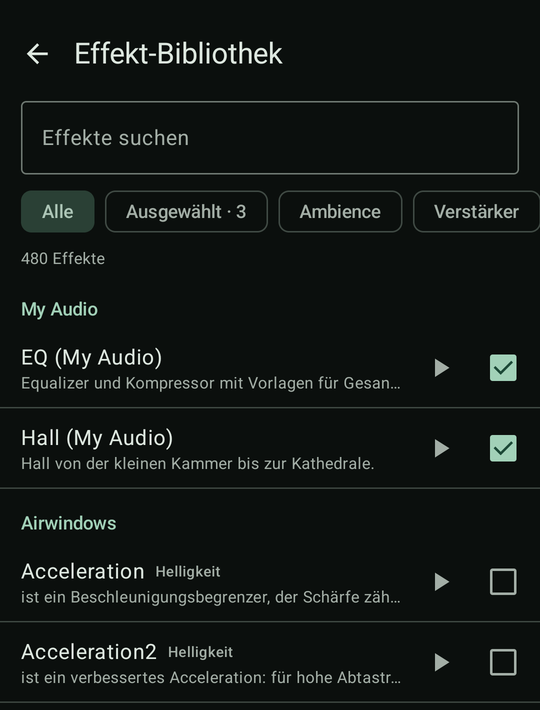 Effekt-Bibliothek
Effekte suchen
Alle
Ausgewählt · 3
Ambience
Verstärker
480 Effekte
My Audio
EQ (My Audio)
Equalizer und Kompressor mit Vorlagen für Gesan…
Hall (My Audio)
Hall von der kleinen Kammer bis zur Kathedrale.
Airwindows
Acceleration Helligkeit
ist ein Beschleunigungsbegrenzer, der Schärfe zäh…
Acceleration2 Helligkeit
ist ein verbessertes Acceleration: für hohe Abtastr…